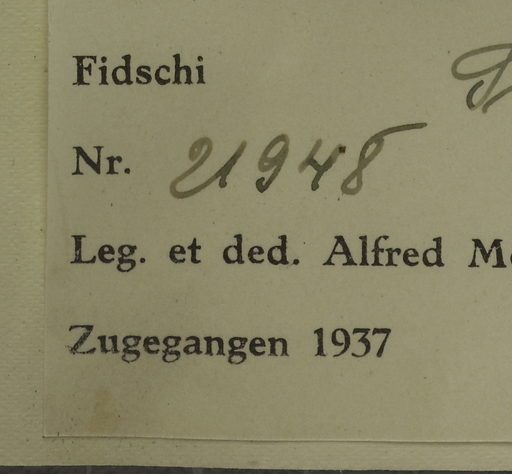 Fidschi
Nr. 21948
Leg. et ded. Alfred M
Zugegangen 1937